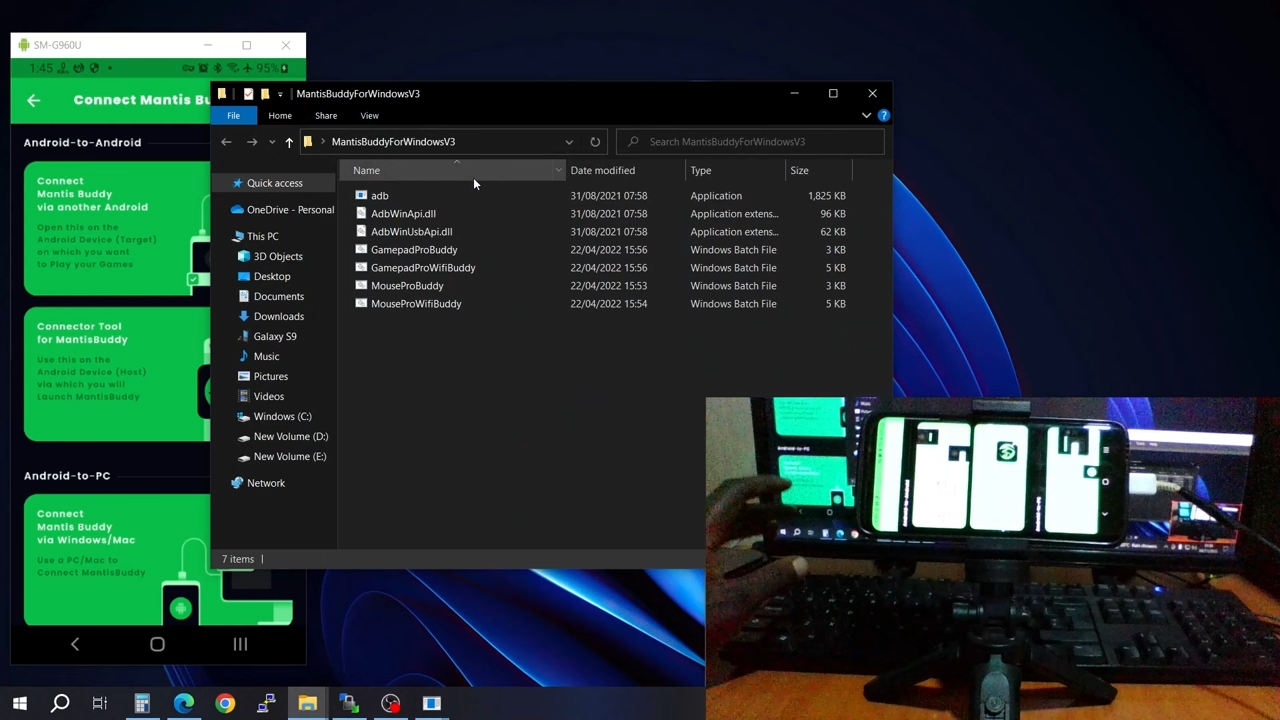 SM-G960U
1.45
95%
Connect Mantis Bu
Android-to-Android
Connect
Mantis Buddy
via another Android
Open this on the
Android Device (Target)
on which you want
to Play your Games
Connector Tool
for MantisBuddy
Use this on the
Android Device (Host)
via which you will
Launch MantisBuddy
Android-to-PC
Connect
Mantis Buddy
via Windows/Mac
Use a PC/Mac to
Connect MantisBuddy
MantisBuddyForWindowsV3
File Home Share View
MantisBuddyForWindowsV3
Search MantisBuddyForWindowsV3
Quick access
OneDrive - Personal
This PC
3D Objects
Desktop
Documents
Downloads
Galaxy S9
Music
Pictures
Videos
Windows (C:)
New Volume (D:)
New Volume (E:)
Network
Name Date modified Type Size
adb 31/08/2021 07:58 Application 1,825 KB
AdbWinApi.dll 31/08/2021 07:58 Application extens... 96 KB
AdbWinUsbApi.dll 31/08/2021 07:58 Application extens... 62 KB
GamepadProBuddy 22/04/2022 15:56 Windows Batch File 3 KB
GamepadProWifiBuddy 22/04/2022 15:56 Windows Batch File 5 KB
MouseProBuddy 22/04/2022 15:53 Windows Batch File 3 KB
MouseProWifiBuddy 22/04/2022 15:54 Windows Batch File 5 KB
7 items